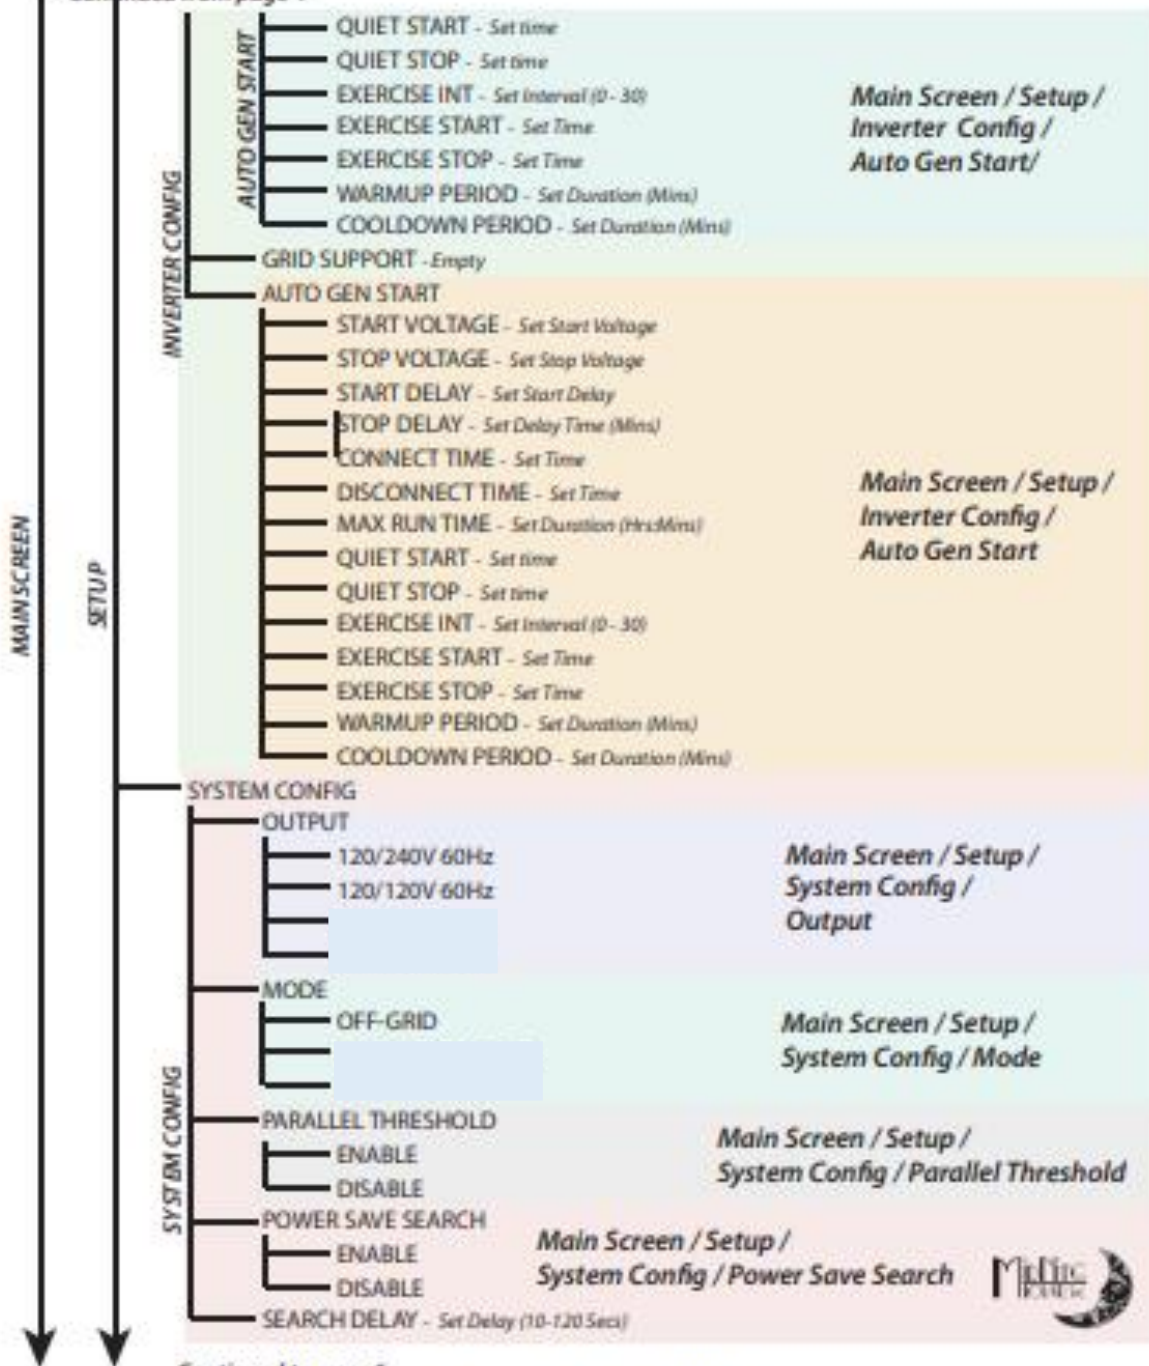 QUIET START - Set time
QUIET STOP - Set time
EXERCISE INT - Set Interval (0 - 30)
EXERCISE START - Set Time
EXERCISE STOP - Set Time
WARMUP PERIOD - Set Duration (Mins)
COOLDOWN PERIOD - Set Duration (Mins)
AUTO GEN START
Main Screen / Setup /
Inverter Config /
Auto Gen Start/
INVERTER CONFIG
GRID SUPPORT - Empty
AUTO GEN START
START VOLTAGE - Set Start Voltage
STOP VOLTAGE - Set Stop Voltage
START DELAY - Set Start Delay
STOP DELAY - Set Delay Time (Mins)
CONNECT TIME - Set Time
DISCONNECT TIME - Set Time
MAX RUN TIME - Set Duration (Hrs:Mins)
QUIET START - Set time
QUIET STOP - Set time
EXERCISE INT - Set Interval (0 - 30)
EXERCISE START - Set Time
EXERCISE STOP - Set Time
WARMUP PERIOD - Set Duration (Mins)
COOLDOWN PERIOD - Set Duration (Mins)
Main Screen / Setup /
Inverter Config /
Auto Gen Start
MAIN SCREEN
SETUP
SYSTEM CONFIG
OUTPUT
120/240V 60Hz
120/120V 60Hz
Main Screen / Setup /
System Config /
Output
MODE
OFF-GRID
Main Screen / Setup /
System Config / Mode
SYSTEM CONFIG
PARALLEL THRESHOLD
ENABLE
DISABLE
Main Screen / Setup /
System Config / Parallel Threshold
POWER SAVE SEARCH
ENABLE
DISABLE
Main Screen / Setup /
System Config / Power Save Search
SEARCH DELAY - Set Delay (10-120 Secs)